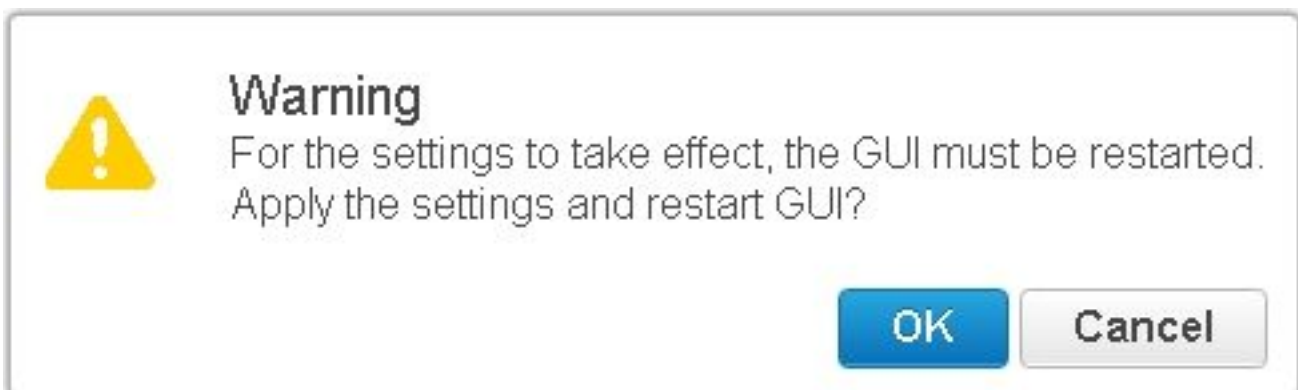 Warning
For the settings to take effect, the GUI must be restarted.
Apply the settings and restart GUI?
OK Cancel